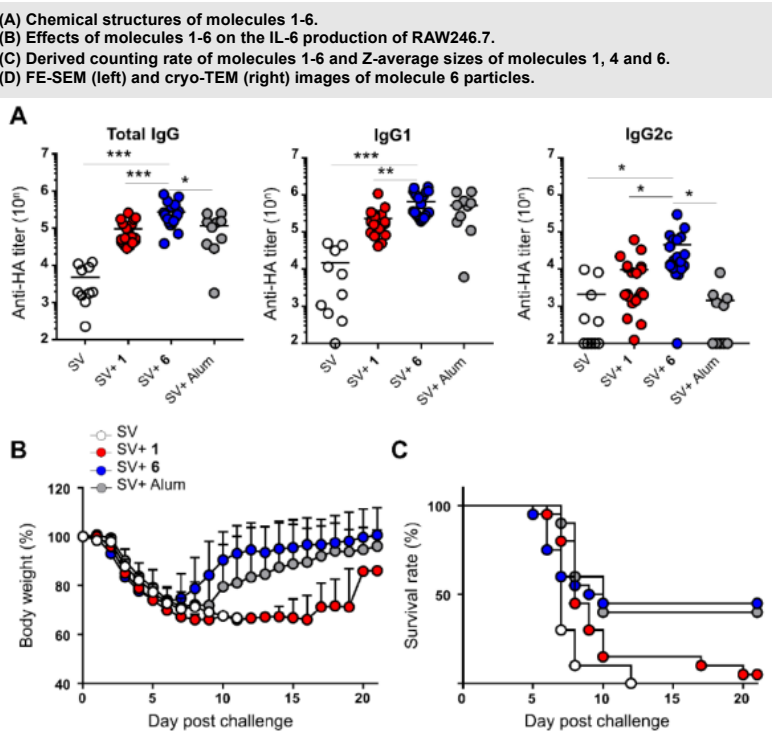 (A) Chemical structures of molecules 1-6.
(B) Effects of molecules 1-6 on the IL-6 production of RAW246.7.
(C) Derived counting rate of molecules 1-6 and Z-average sizes of molecules 1, 4 and 6.
(D) FE-SEM (left) and cryo-TEM (right) images of molecule 6 particles.
A
Total IgG
IgG1
IgG2c
Anti-HA titer (10ⁿ)
7
6
5
4
3
2
***
***
*
SV
SV+ 1
SV+ 6
SV+ Alum
Anti-HA titer (10ⁿ)
7
6
5
4
3
2
***
**
SV
SV+ 1
SV+ 6
SV+ Alum
Anti-HA titer (10ⁿ)
7
6
5
4
3
2
*
*
*
SV
SV+ 1
SV+ 6
SV+ Alum
B
SV
SV+ 1
SV+ 6
SV+ Alum
Body weight (%)
120
100
80
60
40
0
5
10
15
20
Day post challenge
C
Survival rate (%)
100
50
0
5
10
15
20
Day post challenge